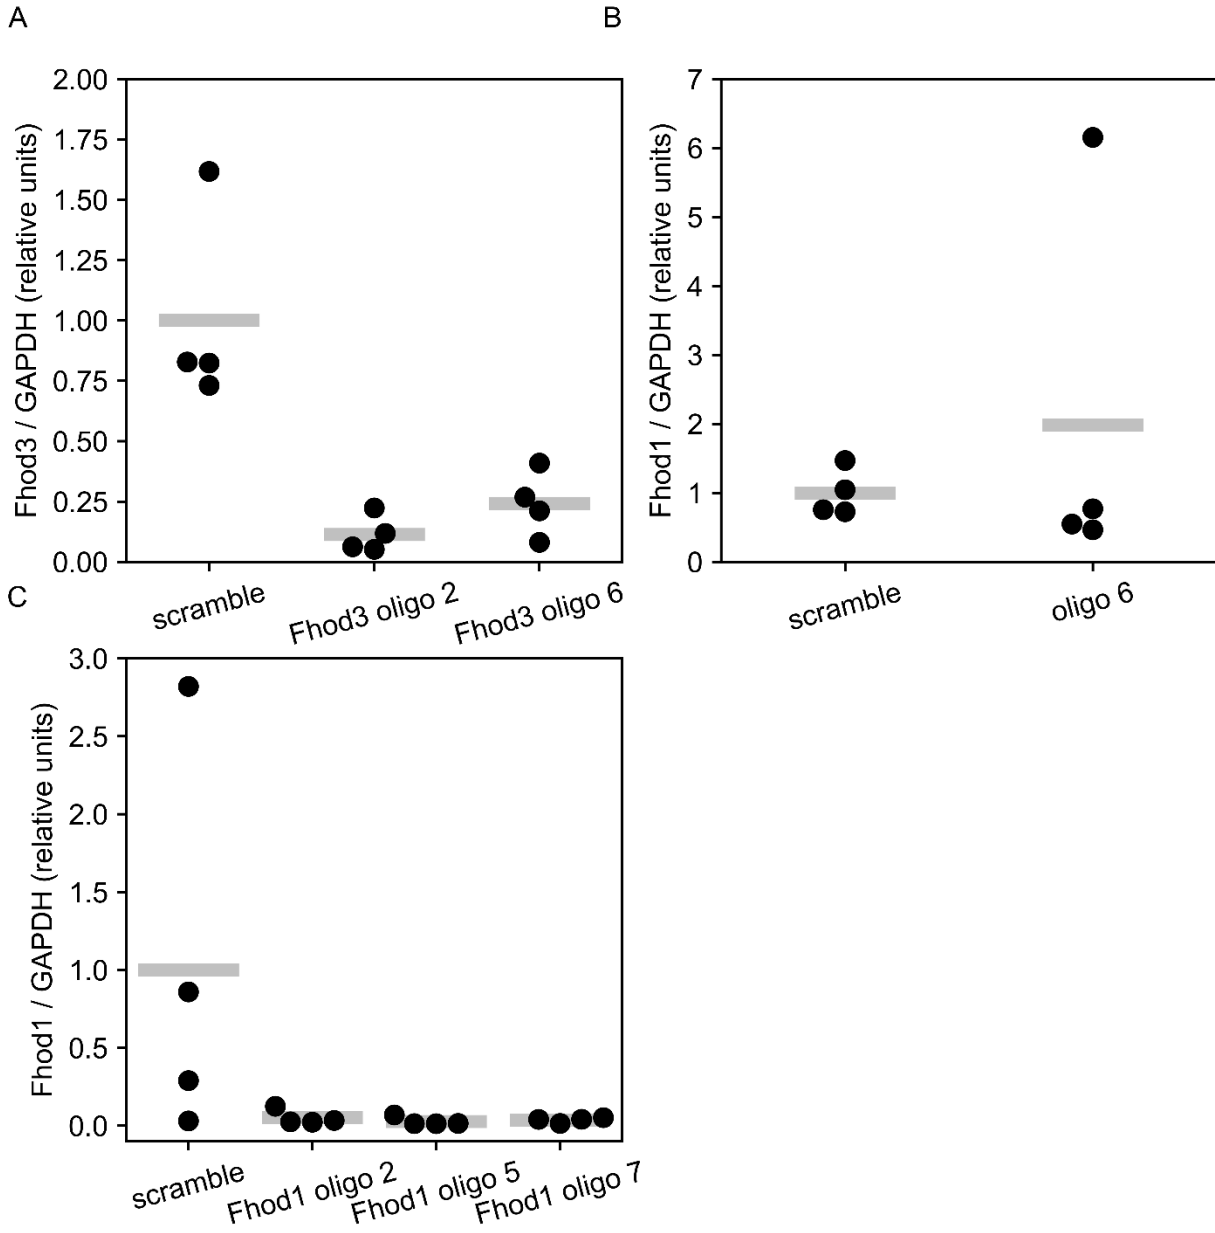 A
Fhod3 / GAPDH (relative units)
2.00
1.75
1.50
1.25
1.00
0.75
0.50
0.25
0.00
scramble
Fhod3 oligo 2
Fhod3 oligo 6
B
Fhod1 / GAPDH (relative units)
7
6
5
4
3
2
1
0
scramble
oligo 6
C
Fhod1 / GAPDH (relative units)
3.0
2.5
2.0
1.5
1.0
0.5
0.0
scramble
Fhod1 oligo 2
Fhod1 oligo 5
Fhod1 oligo 7